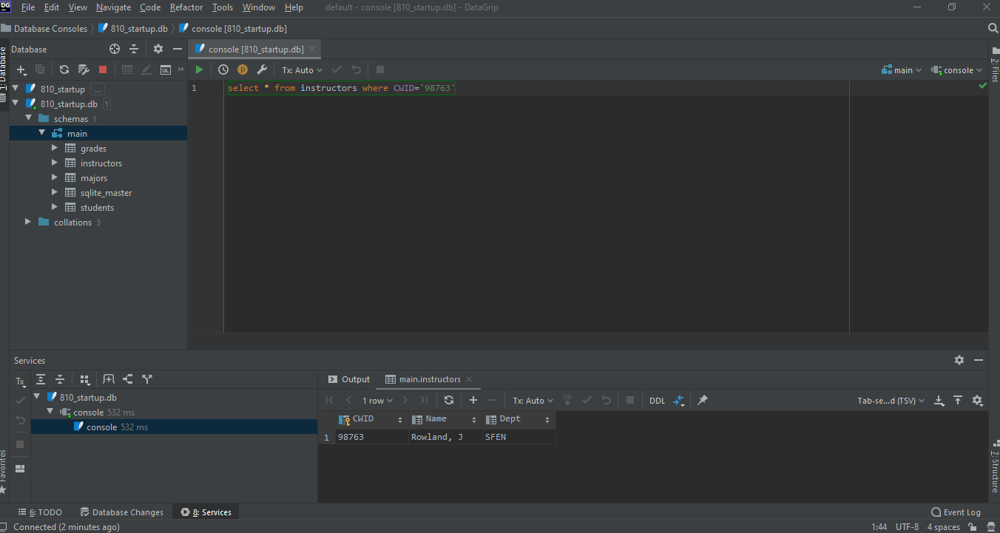 DG File Edit View Navigate Code Refactor Tools Window Help default - console [810_startup.db] - DataGrip
Database Consoles 810_startup.db console [810_startup.db]
Database
console [810_startup.db]
1: Database
2: Files
QL
Tx: Auto
main
console
810_startup ...
810_startup.db 1
schemas 1
main
grades
instructors
majors
sqlite_master
students
collations 3
1 select * from instructors where CWID='98763'
Services
Tx
810_startup.db
console 532 ms
console 532 ms
Output main.instructors
1 row Tx: Auto DB DDL Tab-se...d (TSV)
CWID Name Dept
1 98763 Rowland, J SFEN
Favorites
7: Structure
6: TODO Database Changes 8: Services Event Log
Connected (2 minutes ago) 1:44 UTF-8 4 spaces